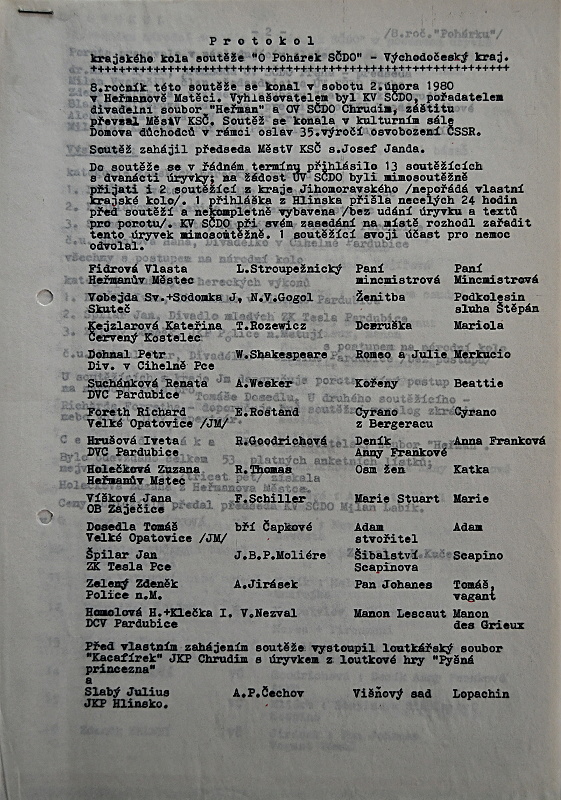 - 2 -
/8.roč."Pohárku"/
P r o t o k o l
krajského kola soutěže "O Pohárek SČDO" - Východočeský kraj.
++++++++++++++++++++++++++++++++++++++++++++++++++++++++++++
8.ročník této soutěže se konal v sobotu 2.února 1980
v Heřmanově Městci. Vyhlašovatelem byl KV SČDO, pořadatelem
divadelní soubor "Heřman" a OV SČDO Chrudim, záštitu
převzal MěstV KSČ. Soutěž se konala v kulturním sále
Domova důchodců v rámci oslav 35.výročí osvobození ČSSR.
Soutěž zahájil předseda MěstV KSČ s.Josef Janda.
Do soutěže se v řádném termínu přihlásilo 13 soutěžících
s dvanácti úryvky; na žádost ÚV SČDO byli mimosoutěžně
přijati i 2 soutěžící z kraje Jihomoravského /nepořádá vlastní
krajské kolo/. 1 přihláška z Hlinska přišla necelých 24 hodin
před soutěží a nekompletně vybavena /bez udání úryvku a textů
pro porotu/. KV SČDO při svém zasedání na místě rozhodl zařadit
tento úryvek mimosoutěžně. 1 soutěžící svoji účast pro nemoc
odvolal.
Fidrová Vlasta L.Stroupežnický Paní Paní
Heřmanův Městec mincmistrová Mincmistrová
Vobejda Sv.+Sodomka J, N.V.Gogol Ženitba Podkolesin
Skuteč sluha Štěpán
Kejzlarová Kateřina T.Rozewicz Dceruška Mariola
Červený Kostelec
Dohnal Petr W.Shakespeare Romeo a Julie Merkucio
Div. v Cihelně Pce
Suchánková Renata A.Wesker Kořeny Beattie
DVC Pardubice
Foreth Richard E.Rostand Cyrano Cyrano
Velké Opatovice /JM/ z Bergeracu
Hrušová Iveta R.Goodrichová Deník Anna Franková
DVC Pardubice Anny Frankové
Holečková Zuzana R.Thomas Osm žen Katka
Heřmanův Mstec
Víšková Jana F.Schiller Marie Stuart Marie
OB Zaječice
Dosedla Tomáš bří Čapkové Adam Adam
Velké Opatovice /JM/ stvořitel
Špilar Jan J.B.P.Moliére Šibalství Scapino
ZK Tesla Pce Scapinova
Zelený Zdeněk A.Jirásek Pan Johanes Tomáš,
Police n.M. vagant
Homolová H.+Klečka I. V.Nezval Manon Lescaut Manon
DCV Pardubice des Grieux
Před vlastním zahájením soutěže vystoupil loutkářský soubor
"Kacafírek" JKP Chrudim s úryvkem z loutkové hry "Pyšná
princezna"
a
Slabý Julius A.P.Čechov Višňový sad Lopachin
JKP Hlinsko.